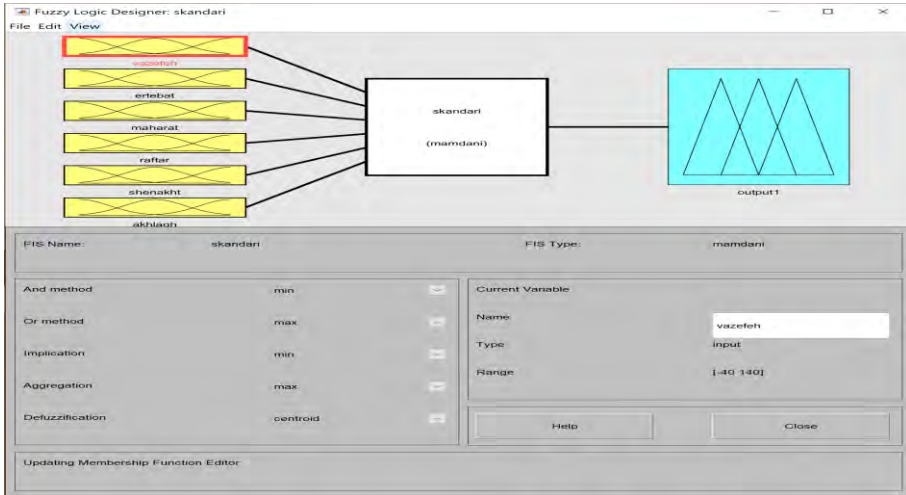 Fuzzy Logic Designer: skandari
File Edit View
vazefeh
ertebat
maharat
raftar
shenakht
akhlagh
skandari
(mamdani)
output1
FIS Name: skandari FIS Type: mamdani
And method min
Or method max
Implication min
Aggregation max
Defuzzification centroid
Current Variable
Name vazefeh
Type input
Range [-40 140]
Help Close
Updating Membership Function Editor